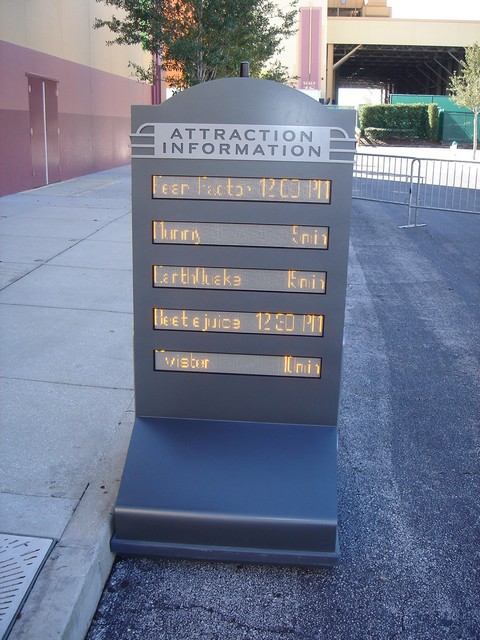 ATTRACTION
INFORMATION
Fear Factor 12:00 PM
Mummy 5min
EarthQuake 15min
Beetlejuice 12:30 PM
Twister 10min